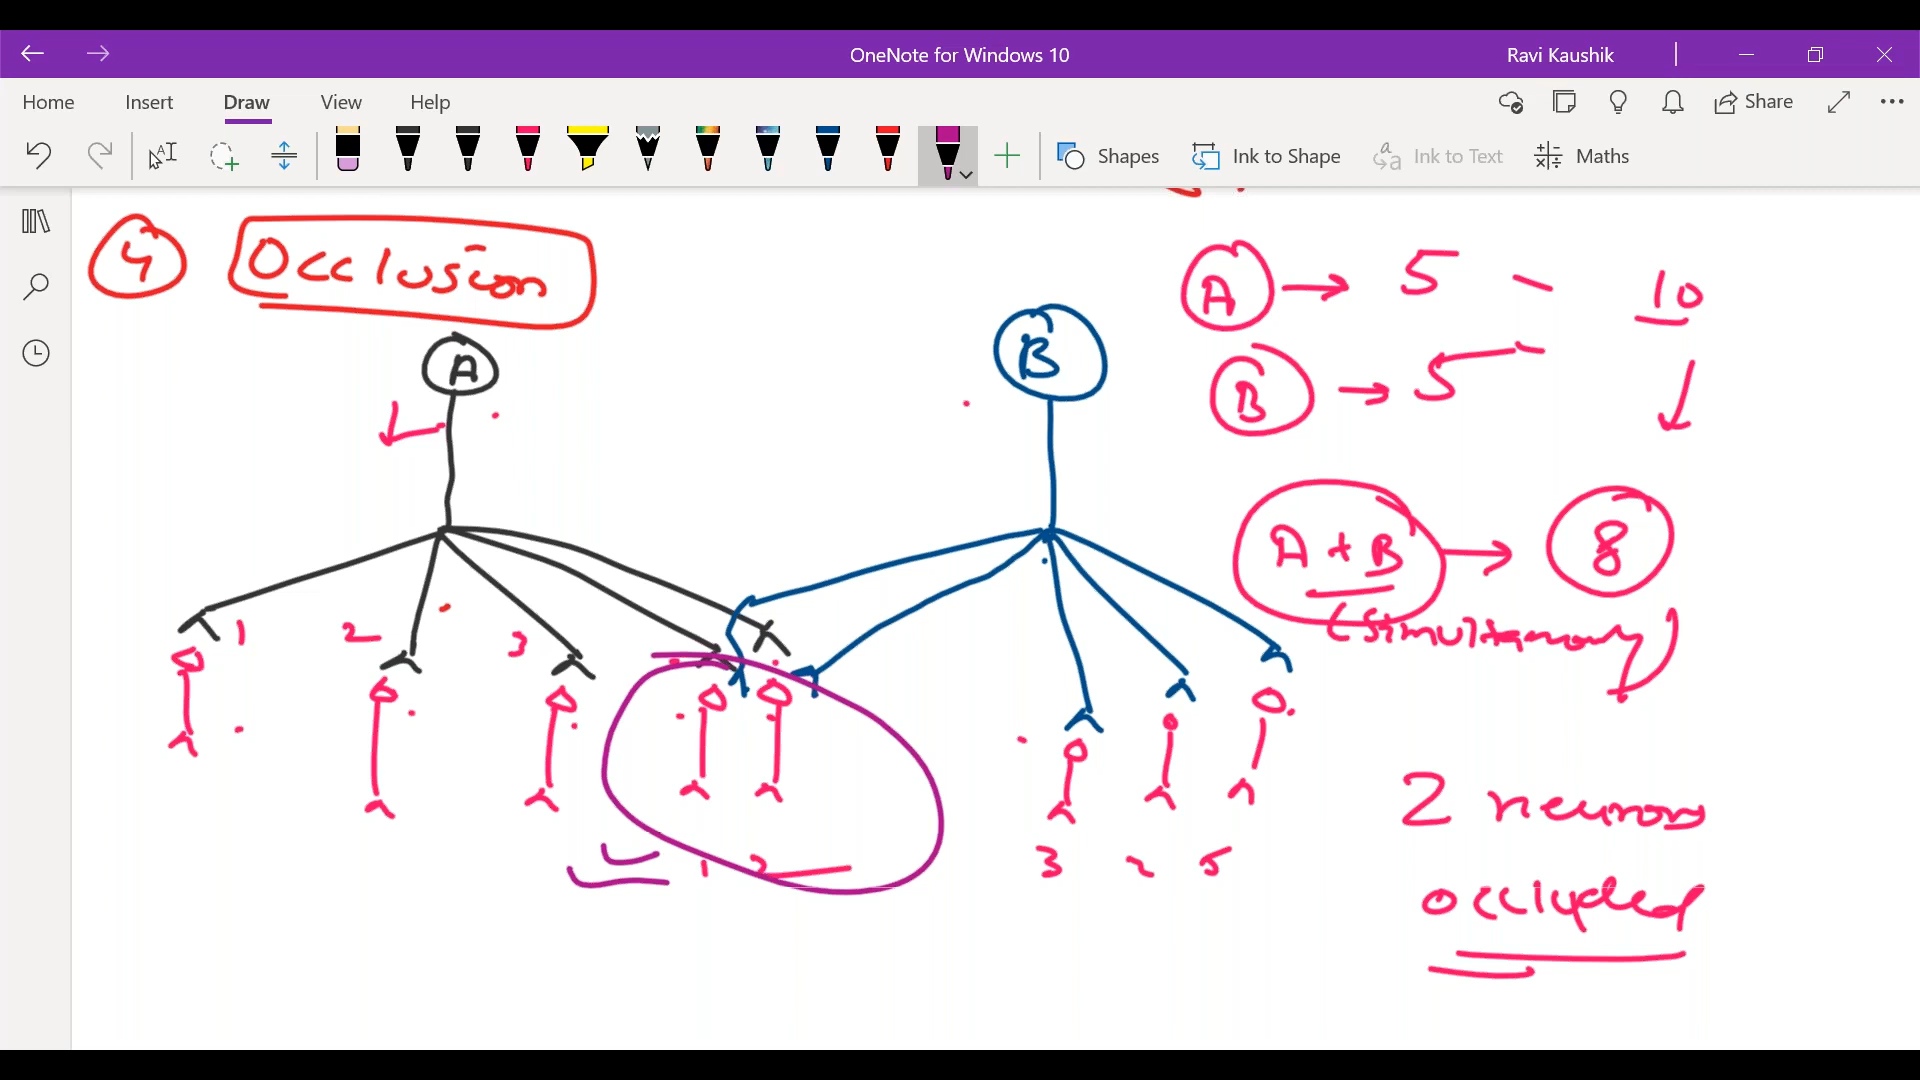 OneNote for Windows 10
Ravi Kaushik
Home Insert Draw View Help
Share
Shapes Ink to Shape Ink to Text Maths
4 Occlusion
A → 5 - 10
B → 5 -
A
B
A + B → 8
(Simultaneously)
1 2 3
2 neurons
1 2
3 2 5
occluded